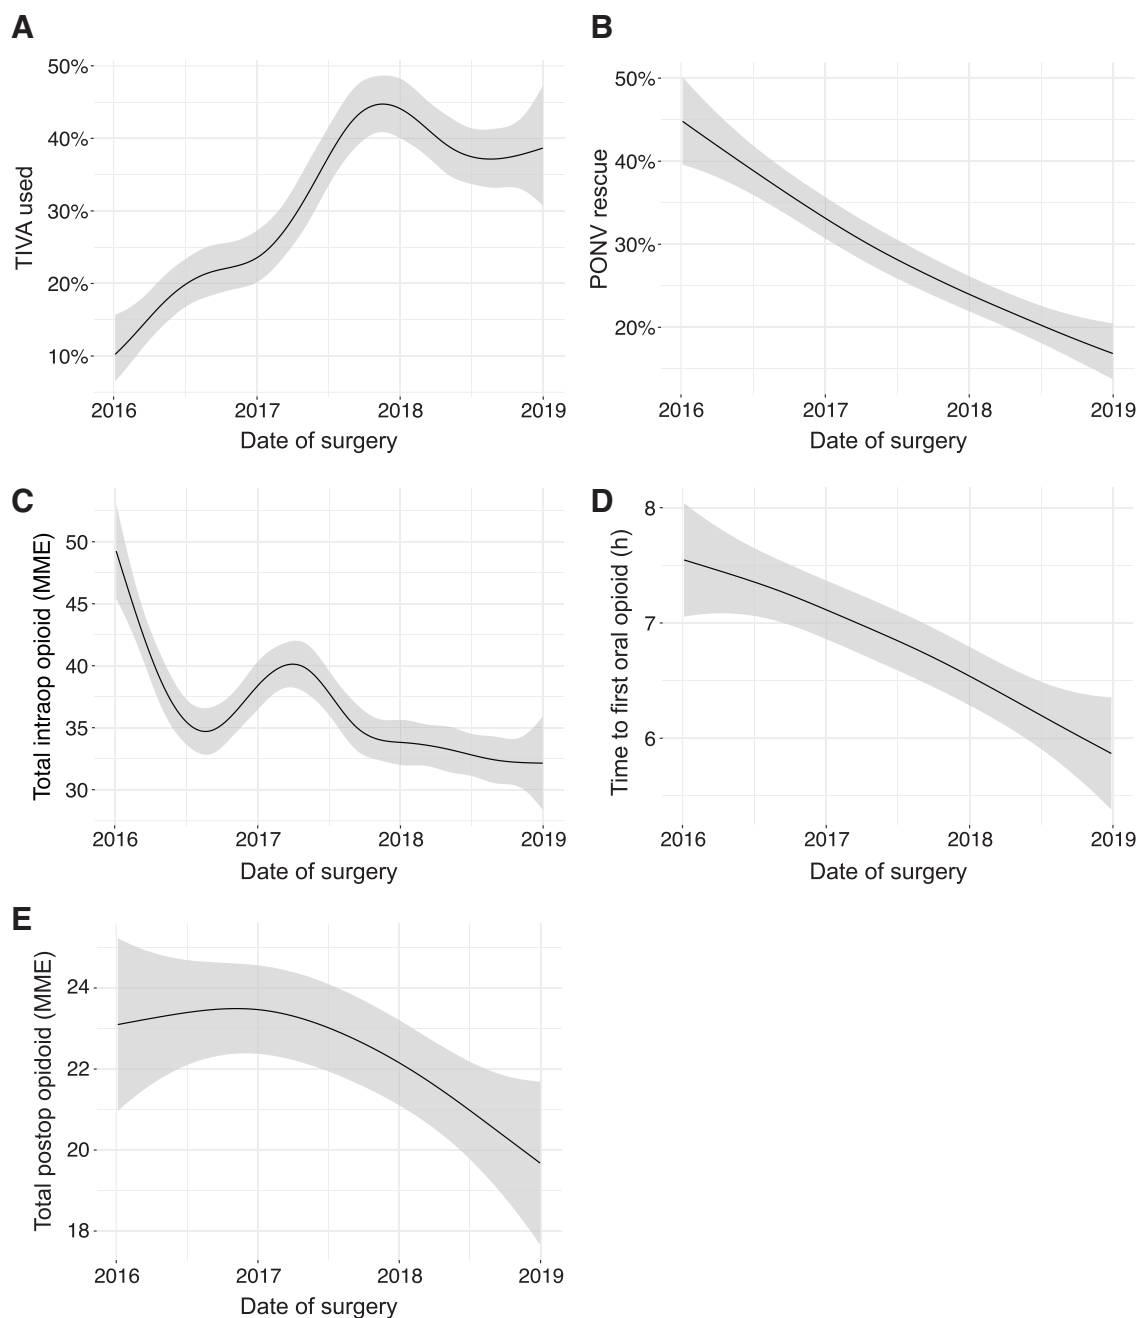 A
TIVA used
50%
40%
30%
20%
10%
2016 2017 2018 2019
Date of surgery
B
PONV rescue
50%
40%
30%
20%
2016 2017 2018 2019
Date of surgery
C
Total intraop opioid (MME)
50
45
40
35
30
2016 2017 2018 2019
Date of surgery
D
Time to first oral opioid (h)
8
7
6
2016 2017 2018 2019
Date of surgery
E
Total postop opidoid (MME)
24
22
20
18
2016 2017 2018 2019
Date of surgery